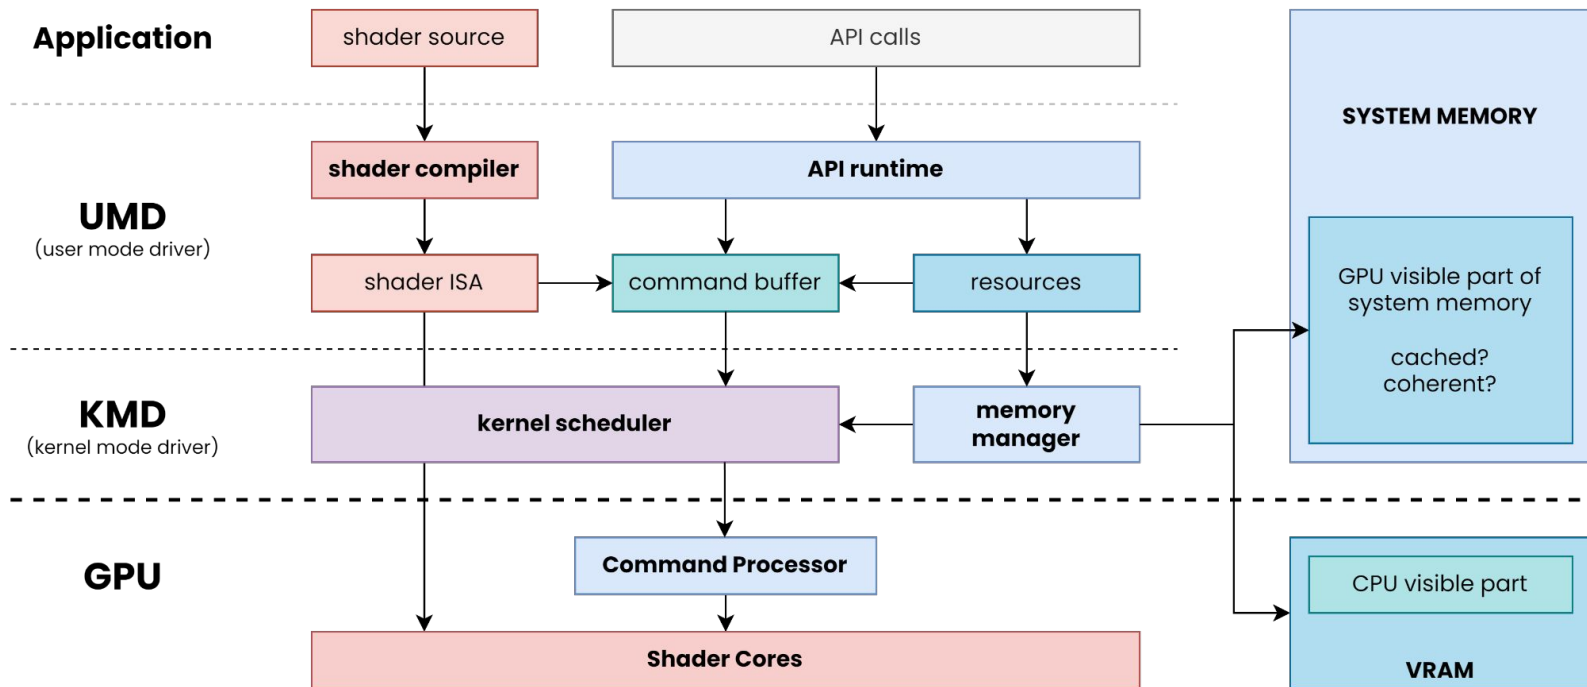 Application
shader source
API calls
SYSTEM MEMORY
shader compiler
API runtime
UMD
(user mode driver)
shader ISA
command buffer
resources
GPU visible part of
system memory
cached?
coherent?
KMD
(kernel mode driver)
kernel scheduler
memory
manager
GPU
Command Processor
CPU visible part
Shader Cores
VRAM